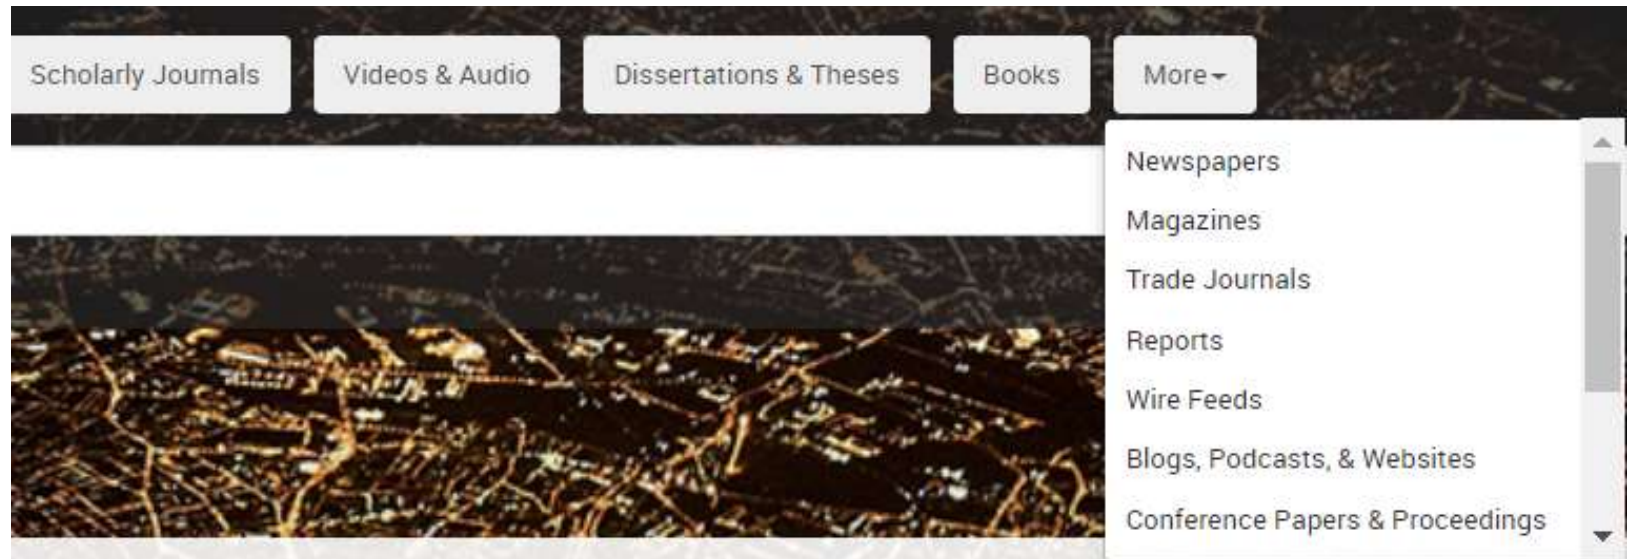 Scholarly Journals Videos & Audio Dissertations & Theses Books More
Newspapers
Magazines
Trade Journals
Reports
Wire Feeds
Blogs, Podcasts, & Websites
Conference Papers & Proceedings